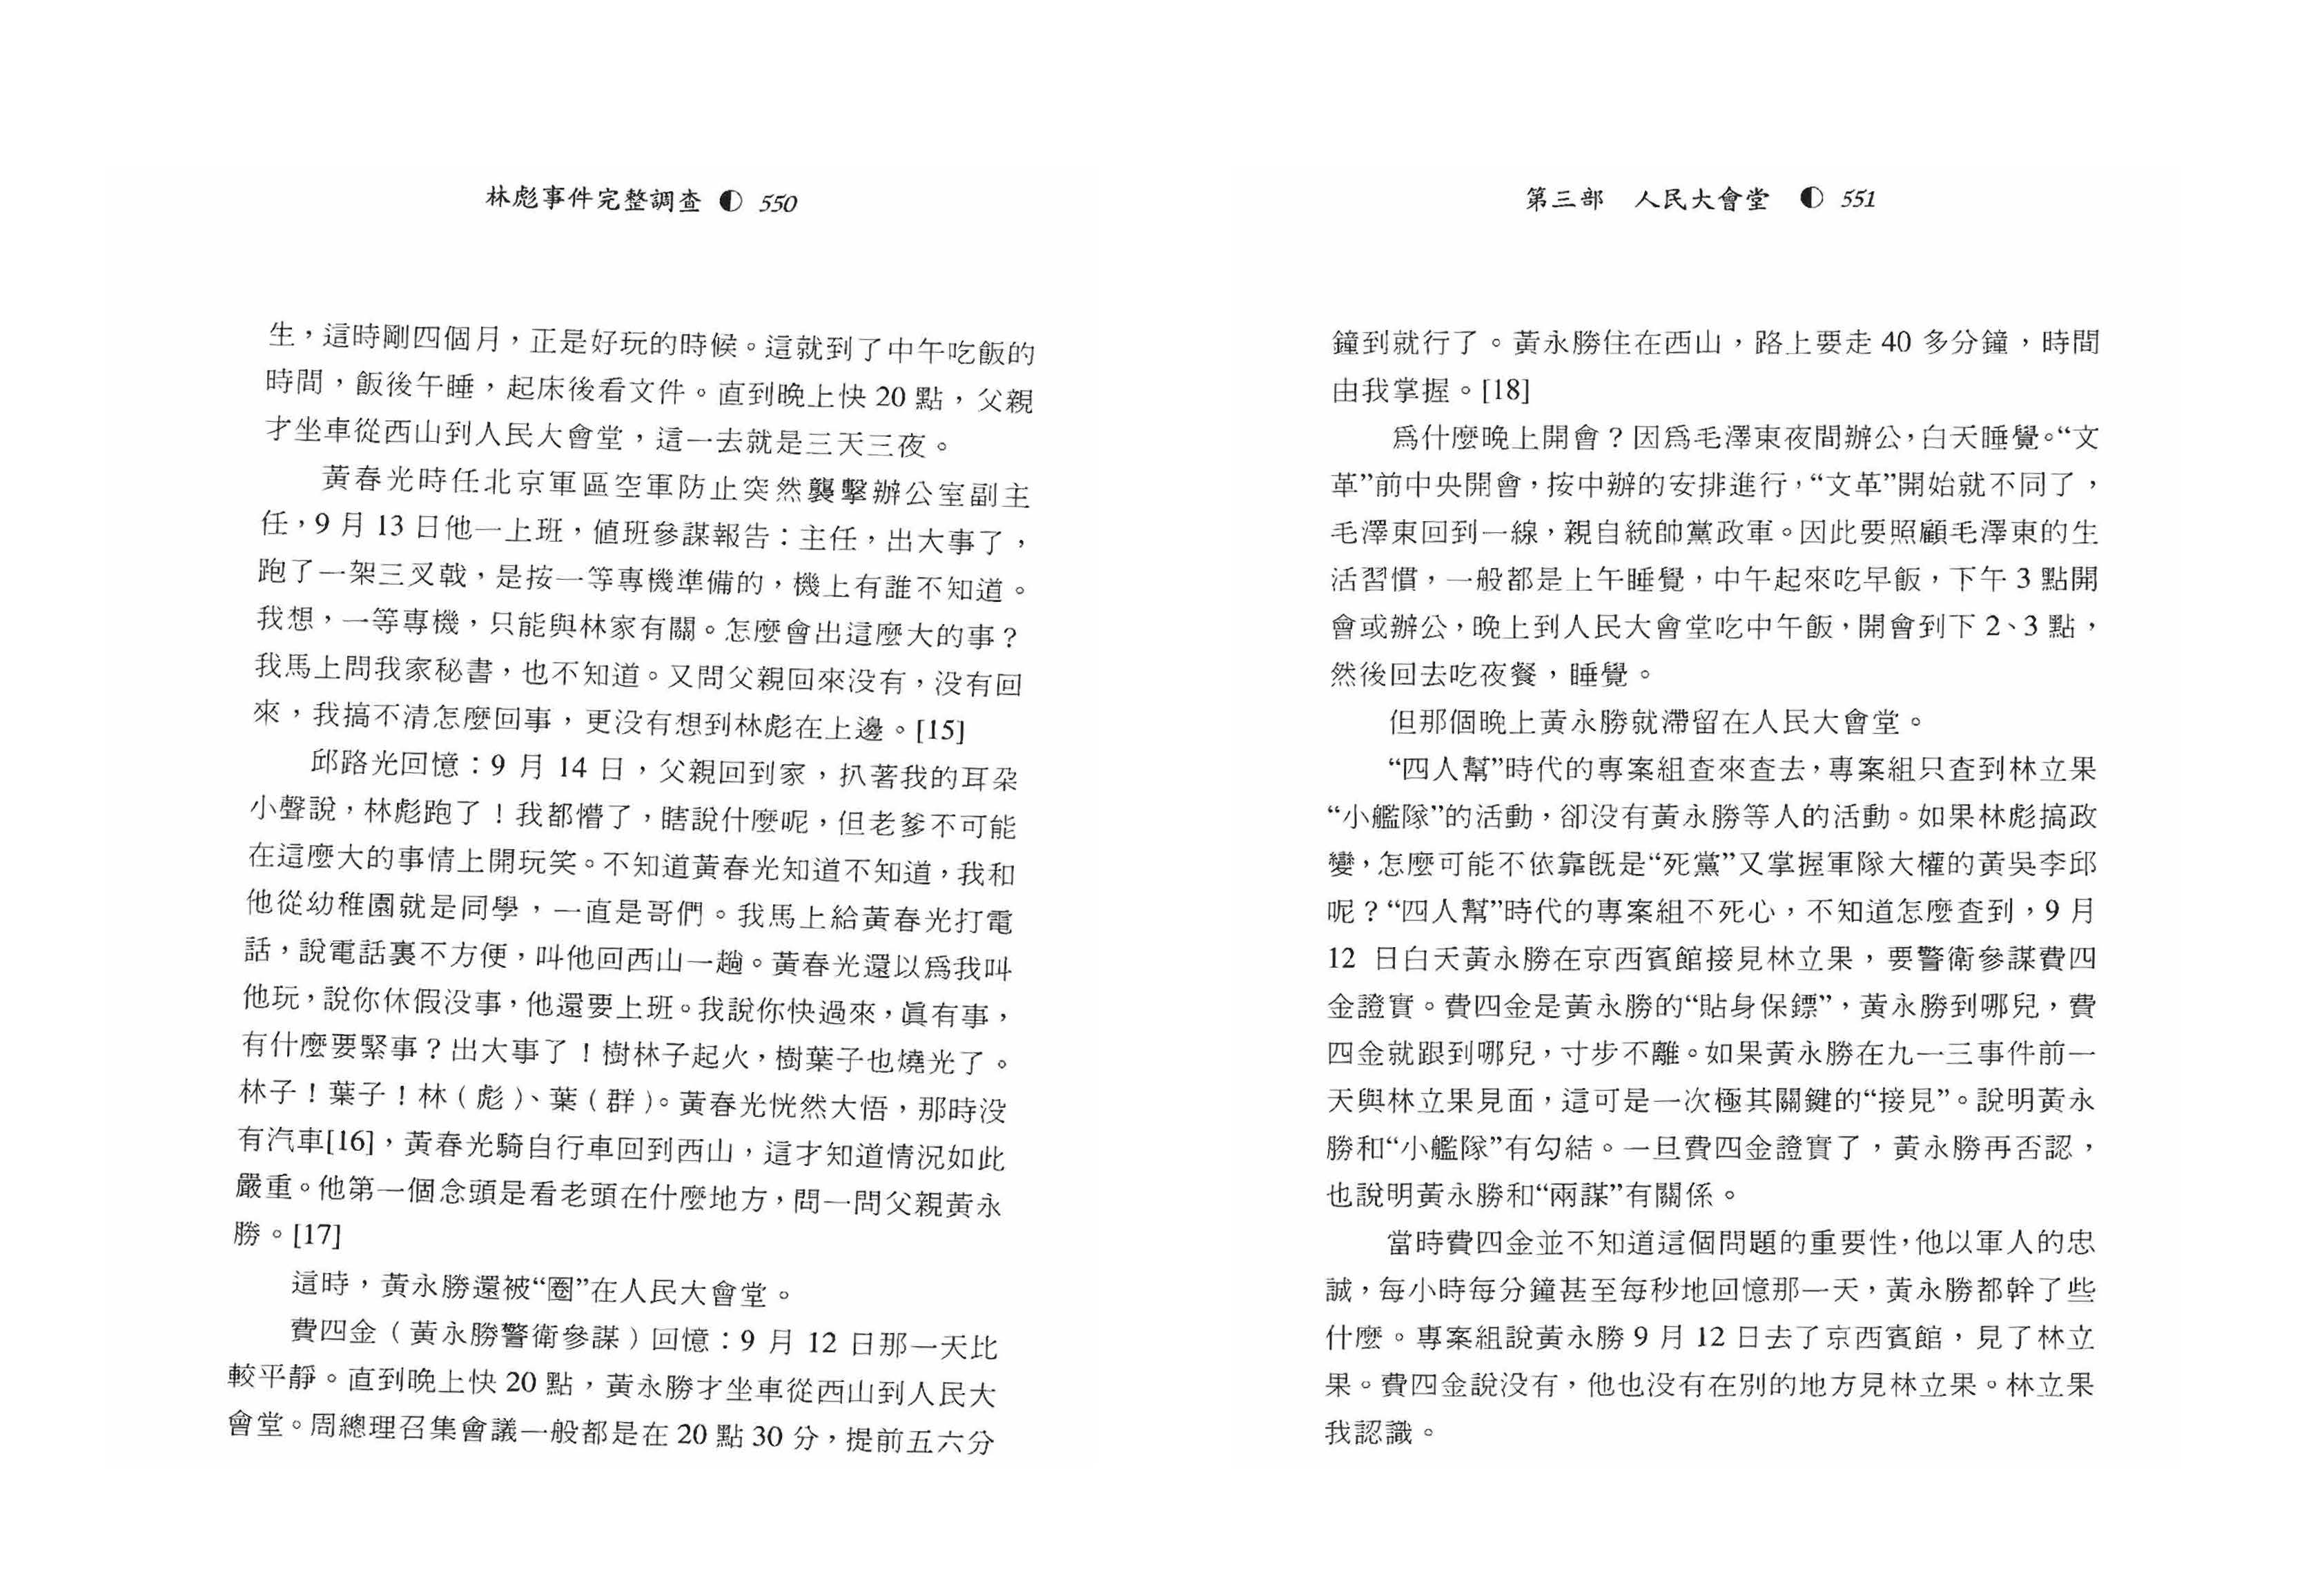 林彪事件完整調查 ◐ 550
生，這時剛四個月，正是好玩的時候。這就到了中午吃飯的
時間，飯後午睡，起床後看文件。直到晚上快 20 點，父親
才坐車從西山到人民大會堂，這一去就是三天三夜。
黃春光時任北京軍區空軍防止突然襲擊辦公室副主
任，9 月 13 日他一上班，值班參謀報告：主任，出大事了，
跑了一架三叉戟，是按一等專機準備的，機上有誰不知道。
我想，一等專機，只能與林家有關。怎麼會出這麼大的事？
我馬上問我家秘書，也不知道。又問父親回來没有，没有回
來，我搞不清怎麼回事，更没有想到林彪在上邊。[15]
邱路光回憶：9 月 14 日，父親回到家，扒著我的耳朵
小聲說，林彪跑了！我都懵了，瞎說什麼呢，但老爹不可能
在這麼大的事情上開玩笑。不知道黃春光知道不知道，我和
他從幼稚園就是同學，一直是哥們。我馬上給黃春光打電
話，說電話裏不方便，叫他回西山一趟。黃春光還以爲我叫
他玩，說你休假没事，他還要上班。我說你快過來，眞有事，
有什麼要緊事？出大事了！樹林子起火，樹葉子也燒光了。
林子！葉子！林（彪）、葉（群）。黃春光恍然大悟，那時没
有汽車[16]，黃春光騎自行車回到西山，這才知道情況如此
嚴重。他第一個念頭是看老頭在什麼地方，問一問父親黃永
勝。[17]
這時，黃永勝還被“圈”在人民大會堂。
費四金（黃永勝警衛參謀）回憶：9 月 12 日那一天比
較平靜。直到晚上快 20 點，黃永勝才坐車從西山到人民大
會堂。周總理召集會議一般都是在 20 點 30 分，提前五六分
第三部　人民大會堂 ◐ 551
鐘到就行了。黃永勝住在西山，路上要走 40 多分鐘，時間
由我掌握。[18]
爲什麼晚上開會？因爲毛澤東夜間辦公，白天睡覺。“文
革”前中央開會，按中辦的安排進行，“文革”開始就不同了，
毛澤東回到一線，親自統帥黨政軍。因此要照顧毛澤東的生
活習慣，一般都是上午睡覺，中午起來吃早飯，下午 3 點開
會或辦公，晚上到人民大會堂吃中午飯，開會到下 2、3 點，
然後回去吃夜餐，睡覺。
但那個晚上黃永勝就滯留在人民大會堂。
“四人幫”時代的專案組查來查去，專案組只查到林立果
“小艦隊”的活動，卻没有黃永勝等人的活動。如果林彪搞政
變，怎麼可能不依靠旣是“死黨”又掌握軍隊大權的黃吳李邱
呢？“四人幫”時代的專案組不死心，不知道怎麼查到，9 月
12 日白天黃永勝在京西賓館接見林立果，要警衛參謀費四
金證實。費四金是黃永勝的“貼身保鏢”，黃永勝到哪兒，費
四金就跟到哪兒，寸步不離。如果黃永勝在九一三事件前一
天與林立果見面，這可是一次極其關鍵的“接見”。說明黃永
勝和“小艦隊”有勾結。一旦費四金證實了，黃永勝再否認，
也說明黃永勝和“兩謀”有關係。
當時費四金並不知道這個問題的重要性，他以軍人的忠
誠，每小時每分鐘甚至每秒地回憶那一天，黃永勝都幹了些
什麼。專案組說黃永勝 9 月 12 日去了京西賓館，見了林立
果。費四金說没有，他也没有在別的地方見林立果。林立果
我認識。